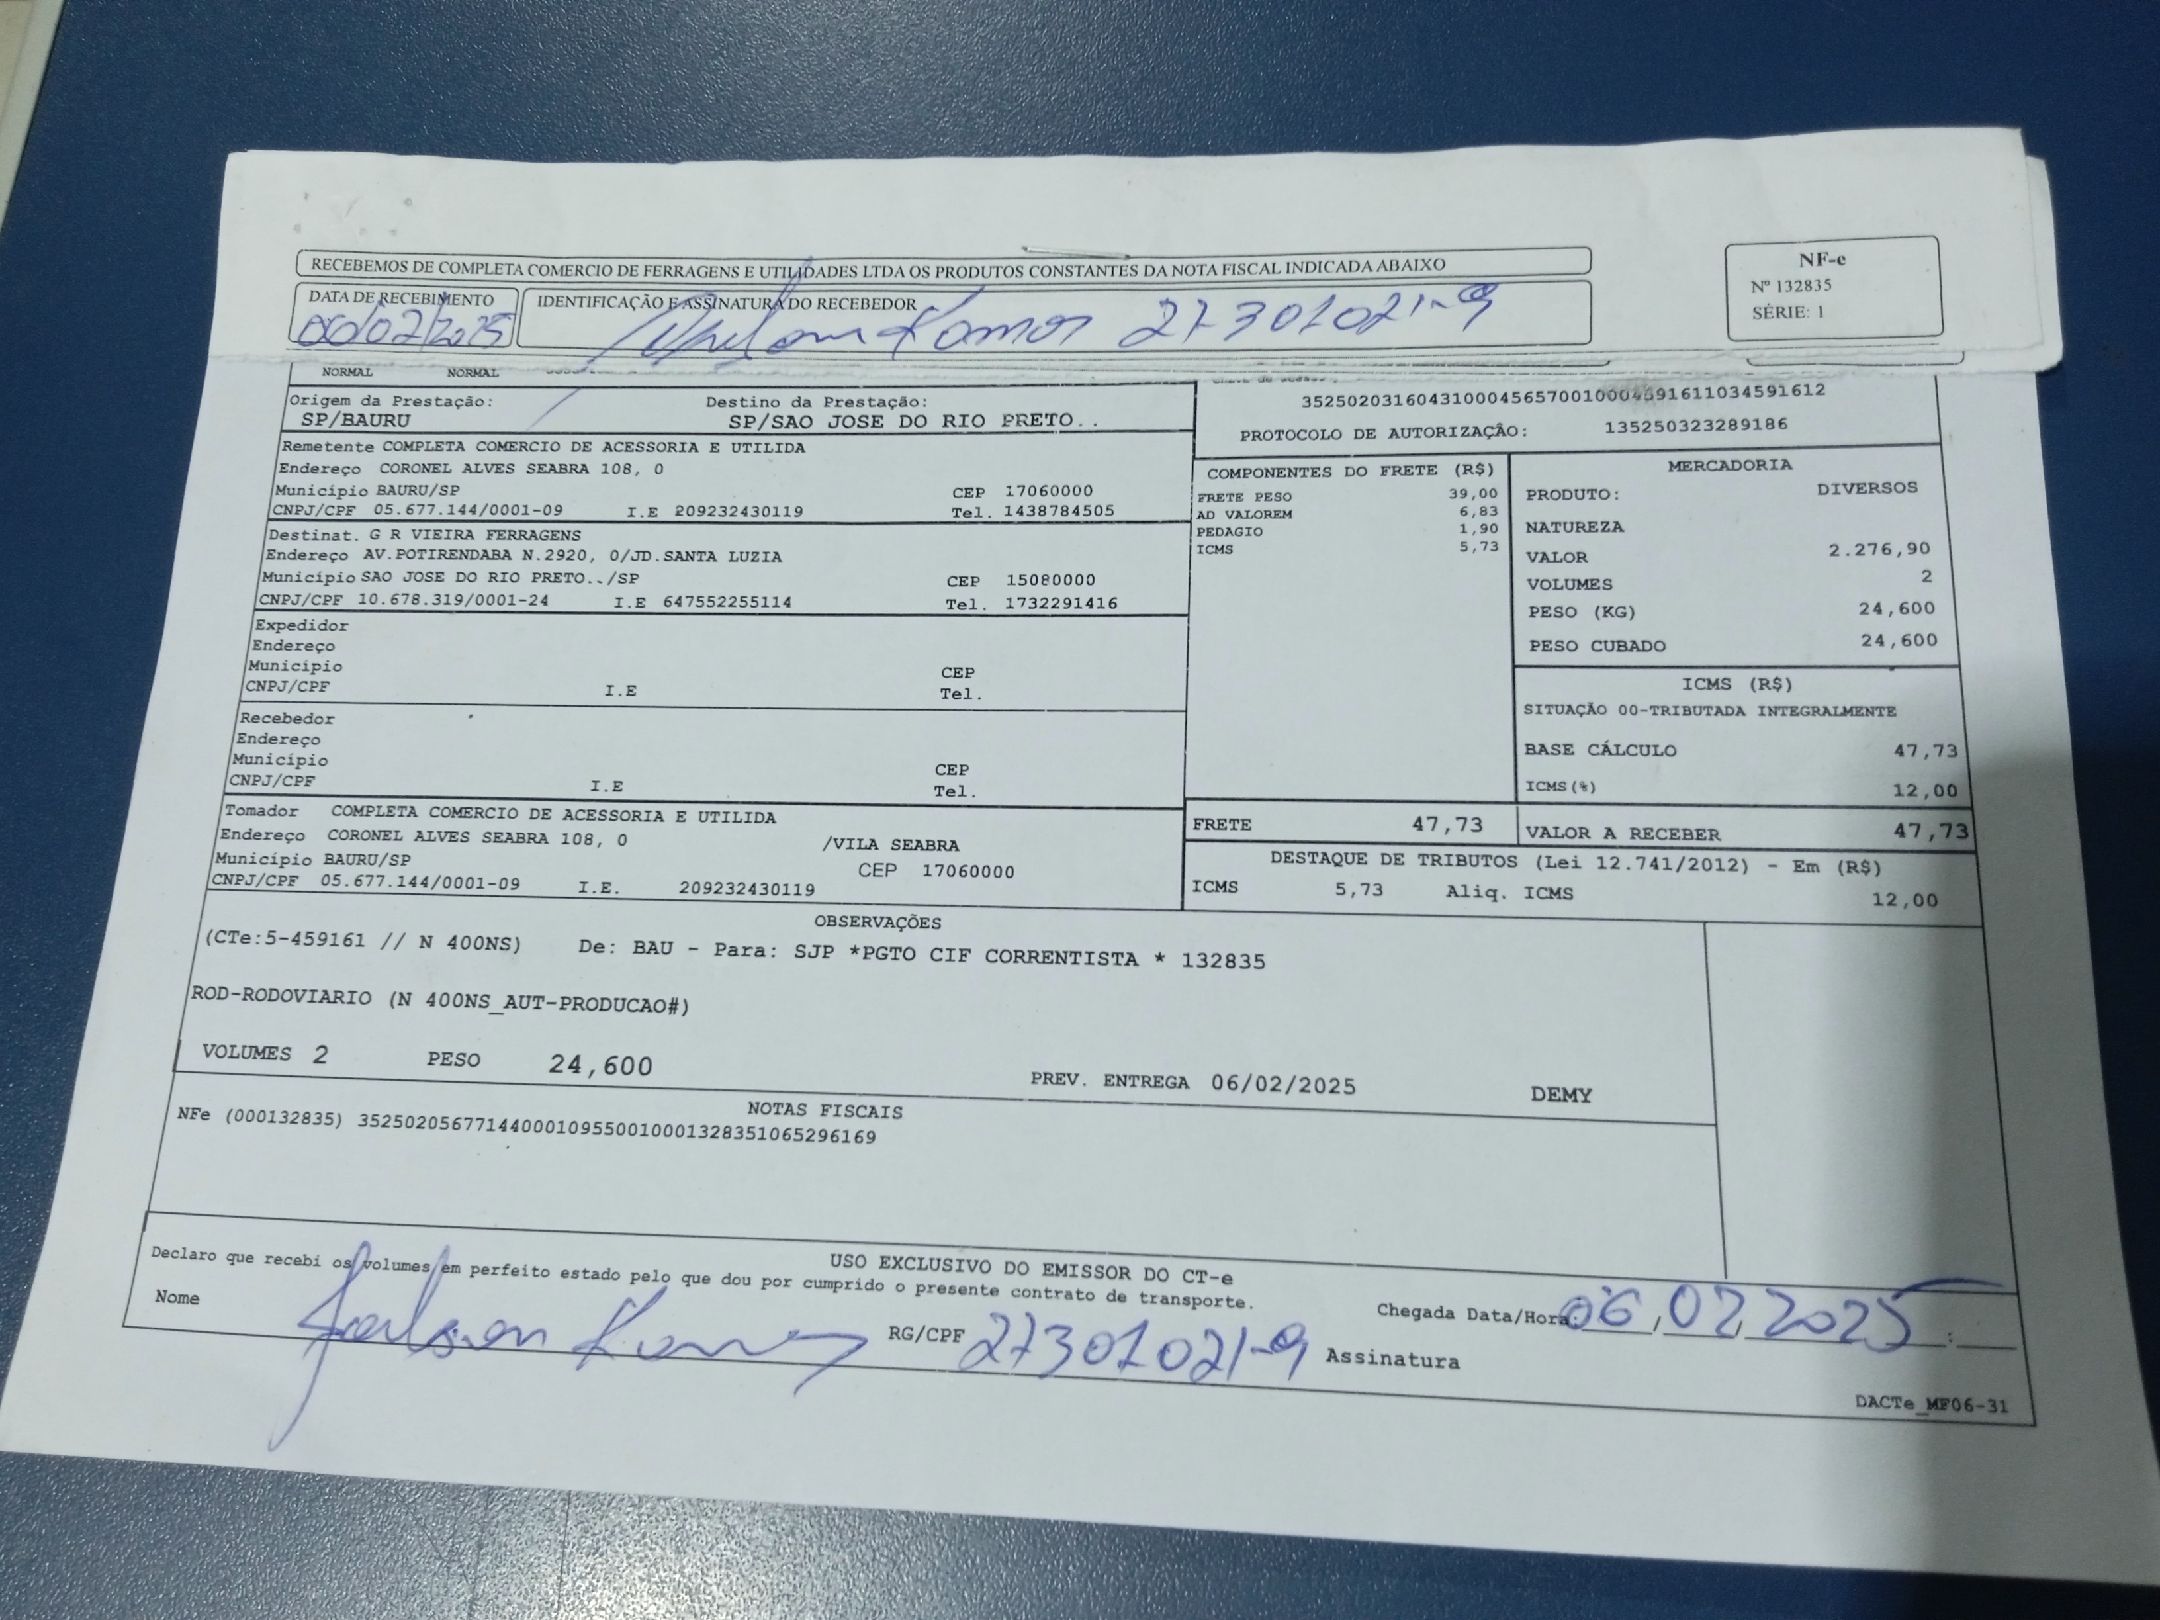 RECEBEMOS DE COMPLETA COMERCIO DE FERRAGENS E UTILIDADES LTDA OS PRODUTOS CONSTANTES DA NOTA FISCAL INDICADA ABAIXO
NF-e
Nº 132835
SÉRIE: 1
DATA DE RECEBIMENTO
06/02/2025
IDENTIFICAÇÃO E ASSINATURA DO RECEBEDOR
Ramos 27301021-9
NORMAL NORMAL
Origem da Prestação: Destino da Prestação:
SP/BAURU SP/SAO JOSE DO RIO PRETO..
35250203160431000456570010004591611034591612
PROTOCOLO DE AUTORIZAÇÂO: 135250323289186
Remetente COMPLETA COMERCIO DE ACESSORIA E UTILIDA
Endereço CORONEL ALVES SEABRA 108, 0
Município BAURU/SP CEP 17060000
CNPJ/CPF 05.677.144/0001-09 I.E 209232430119 Tel. 1438784505
Destinat. G R VIEIRA FERRAGENS
Endereço AV.POTIRENDABA N.2920, 0/JD.SANTA LUZIA
Município SAO JOSE DO RIO PRETO../SP CEP 15080000
CNPJ/CPF 10.678.319/0001-24 I.E 647552255114 Tel. 1732291416
Expedidor
Endereço
Município CEP
CNPJ/CPF I.E Tel.
Recebedor
Endereço
Município CEP
CNPJ/CPF I.E Tel.
Tomador COMPLETA COMERCIO DE ACESSORIA E UTILIDA
Endereço CORONEL ALVES SEABRA 108, 0 /VILA SEABRA
Município BAURU/SP CEP 17060000
CNPJ/CPF 05.677.144/0001-09 I.E. 209232430119
COMPONENTES DO FRETE (R$)
FRETE PESO 39,00
AD VALOREM 6,83
PEDAGIO 1,90
ICMS 5,73
MERCADORIA
PRODUTO: DIVERSOS
NATUREZA
VALOR 2.276,90
VOLUMES 2
PESO (KG) 24,600
PESO CUBADO 24,600
ICMS (R$)
SITUAÇÃO 00-TRIBUTADA INTEGRALMENTE
BASE CÁLCULO 47,73
ICMS(%) 12,00
FRETE 47,73 VALOR A RECEBER 47,73
DESTAQUE DE TRIBUTOS (Lei 12.741/2012) - Em (R$)
ICMS 5,73 Aliq. ICMS 12,00
OBSERVAÇÕES
(CTe:5-459161 // N 400NS) De: BAU - Para: SJP *PGTO CIF CORRENTISTA * 132835
ROD-RODOVIARIO (N 400NS_AUT-PRODUCAO#)
VOLUMES 2 PESO 24,600 PREV. ENTREGA 06/02/2025 DEMY
NOTAS FISCAIS
NFe (000132835) 35250205677144000109550010001328351065296169
USO EXCLUSIVO DO EMISSOR DO CT-e
Declaro que recebi os volumes em perfeito estado pelo que dou por cumprido o presente contrato de transporte.
Nome RG/CPF 27301021-9 Assinatura Chegada Data/Hora: 06/02/2025 :
DACTe_MF06-31